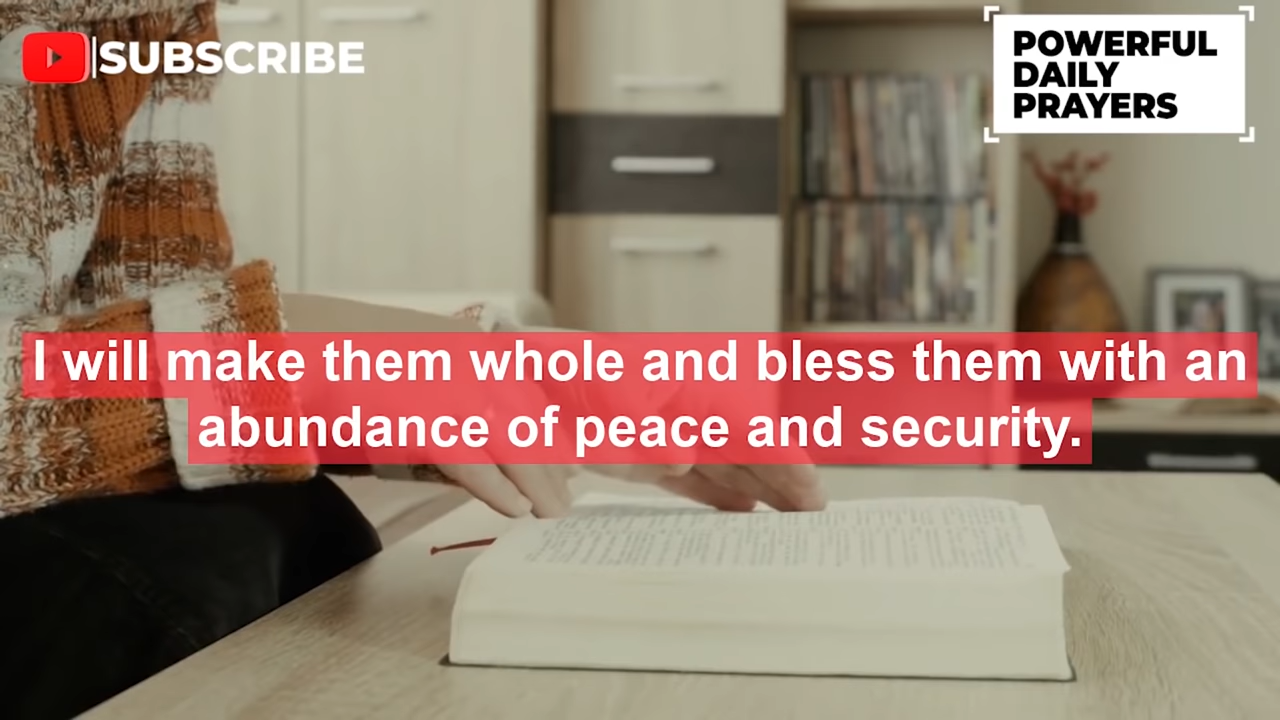 SUBSCRIBE
POWERFUL
DAILY
PRAYERS
I will make them whole and bless them with an
abundance of peace and security.